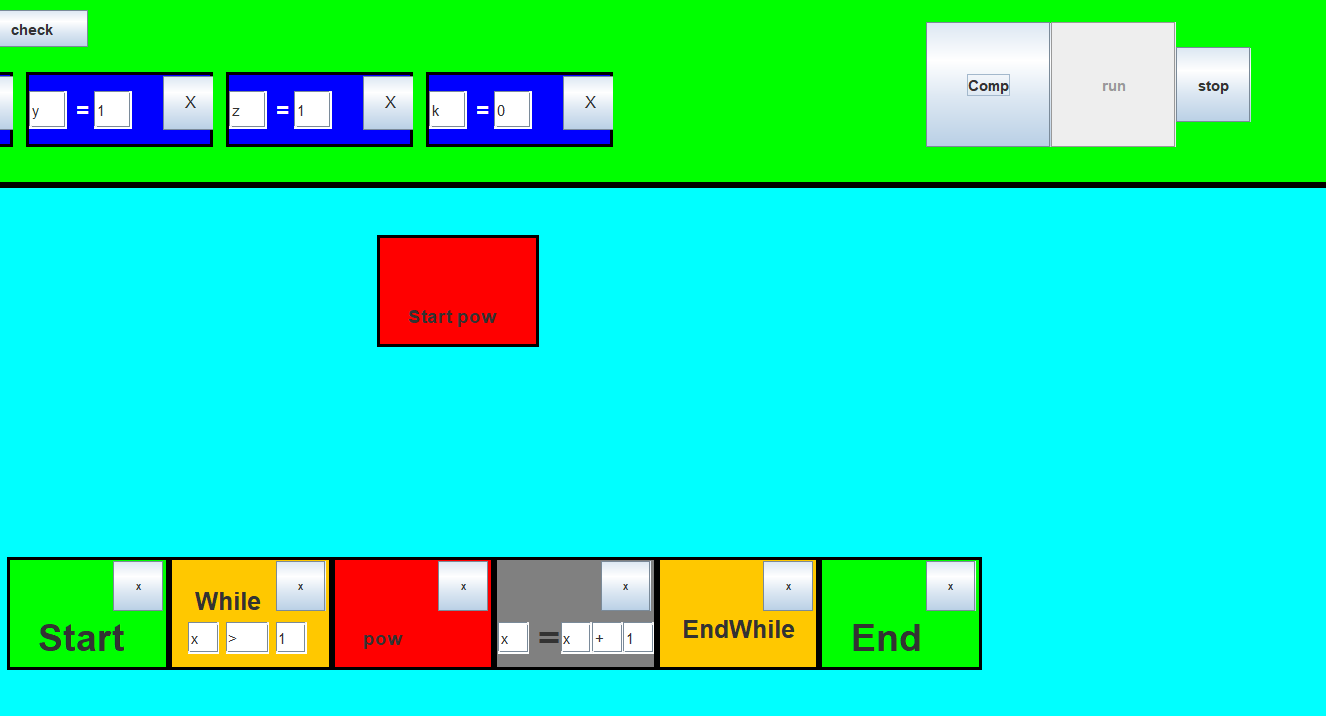 check
y = 1 X
z = 1 X
k = 0 X
Comp
run
stop
Start pow
x
Start
x
While
x > 1
x
pow
x
x = x + 1
x
EndWhile
x
End